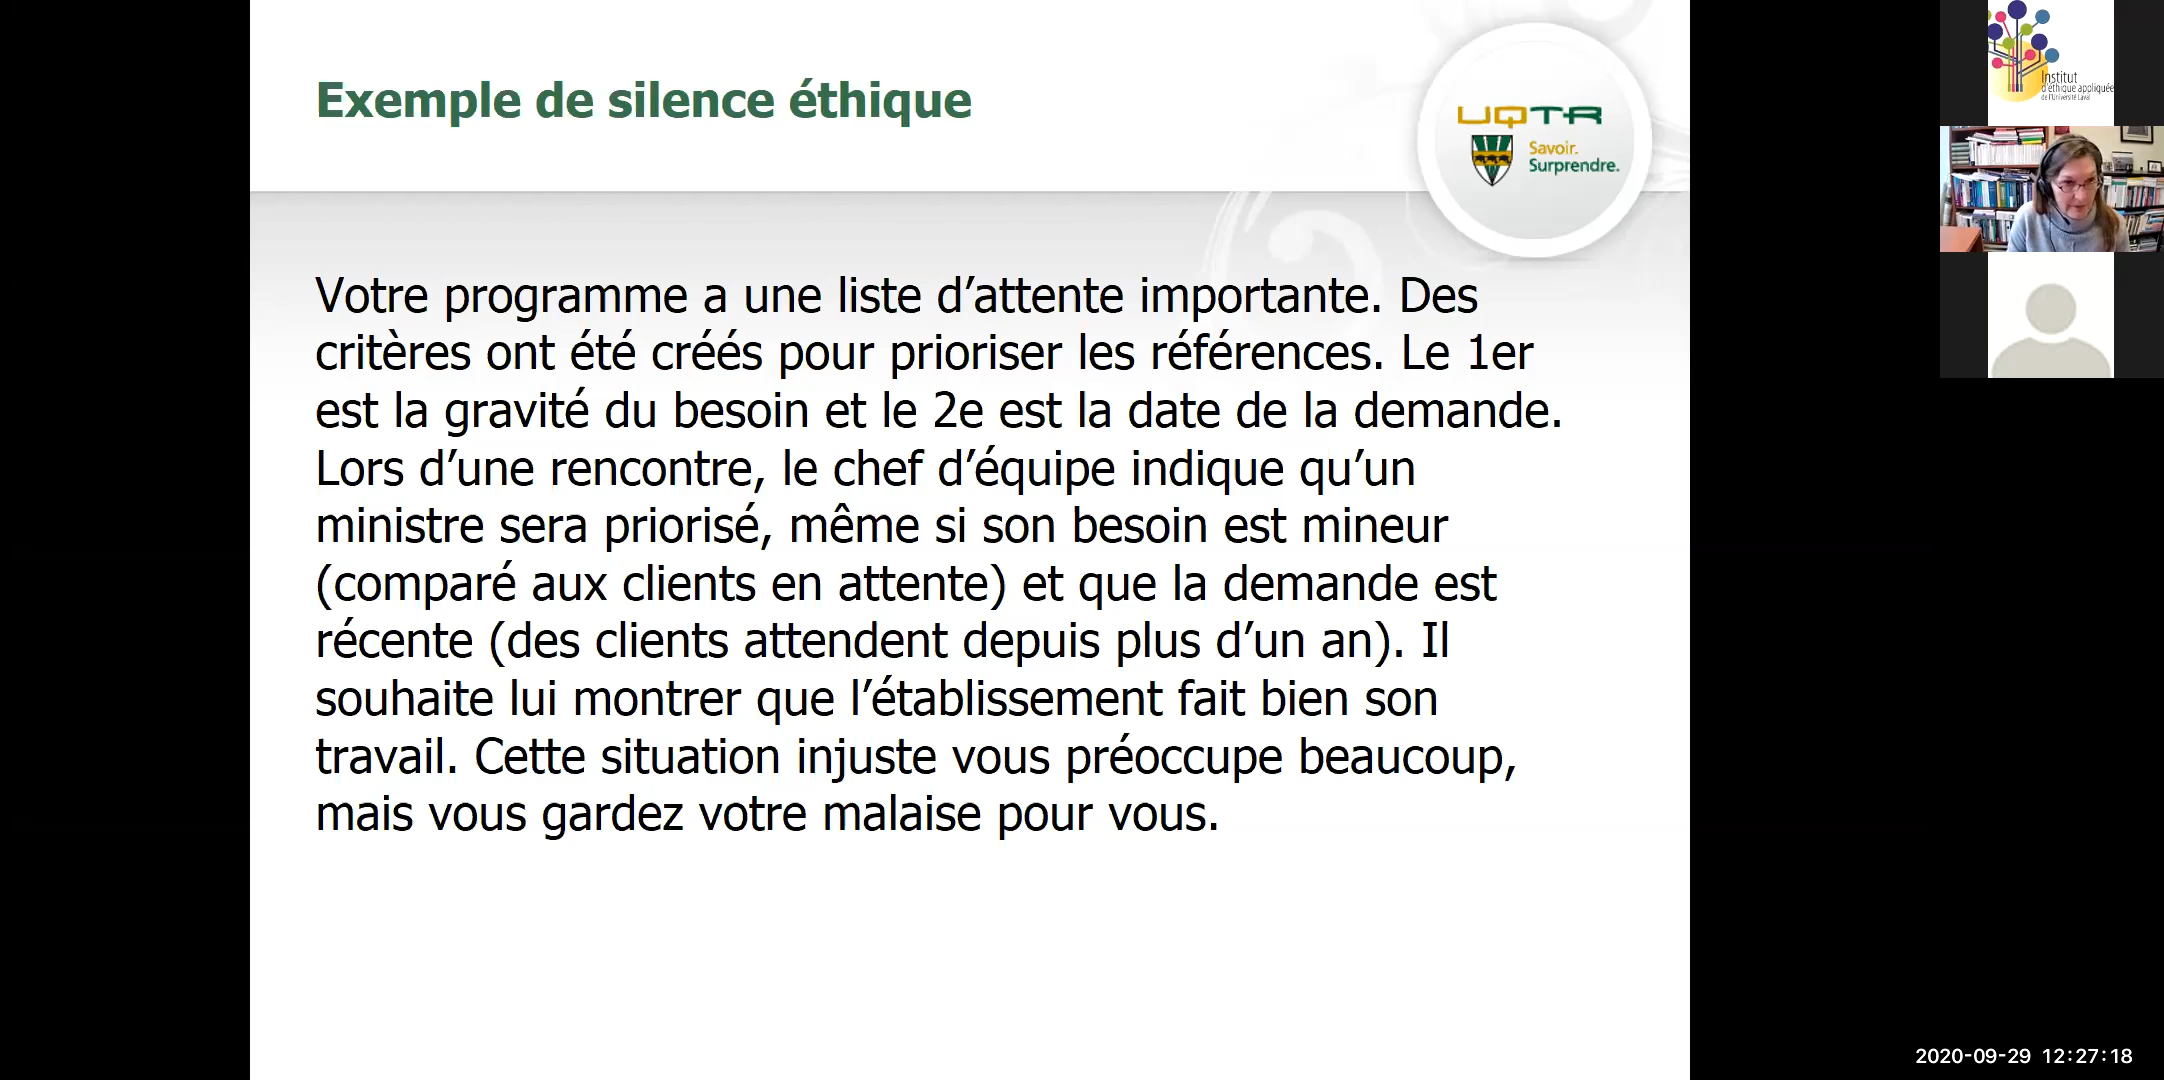 Exemple de silence éthique
UQTR
Savoir.
Surprendre.
Votre programme a une liste d’attente importante. Des
critères ont été créés pour prioriser les références. Le 1er
est la gravité du besoin et le 2e est la date de la demande.
Lors d’une rencontre, le chef d’équipe indique qu’un
ministre sera priorisé, même si son besoin est mineur
(comparé aux clients en attente) et que la demande est
récente (des clients attendent depuis plus d’un an). Il
souhaite lui montrer que l’établissement fait bien son
travail. Cette situation injuste vous préoccupe beaucoup,
mais vous gardez votre malaise pour vous.
Institut
d'éthique appliquée
de l'Université Laval
2020-09-29 12:27:18